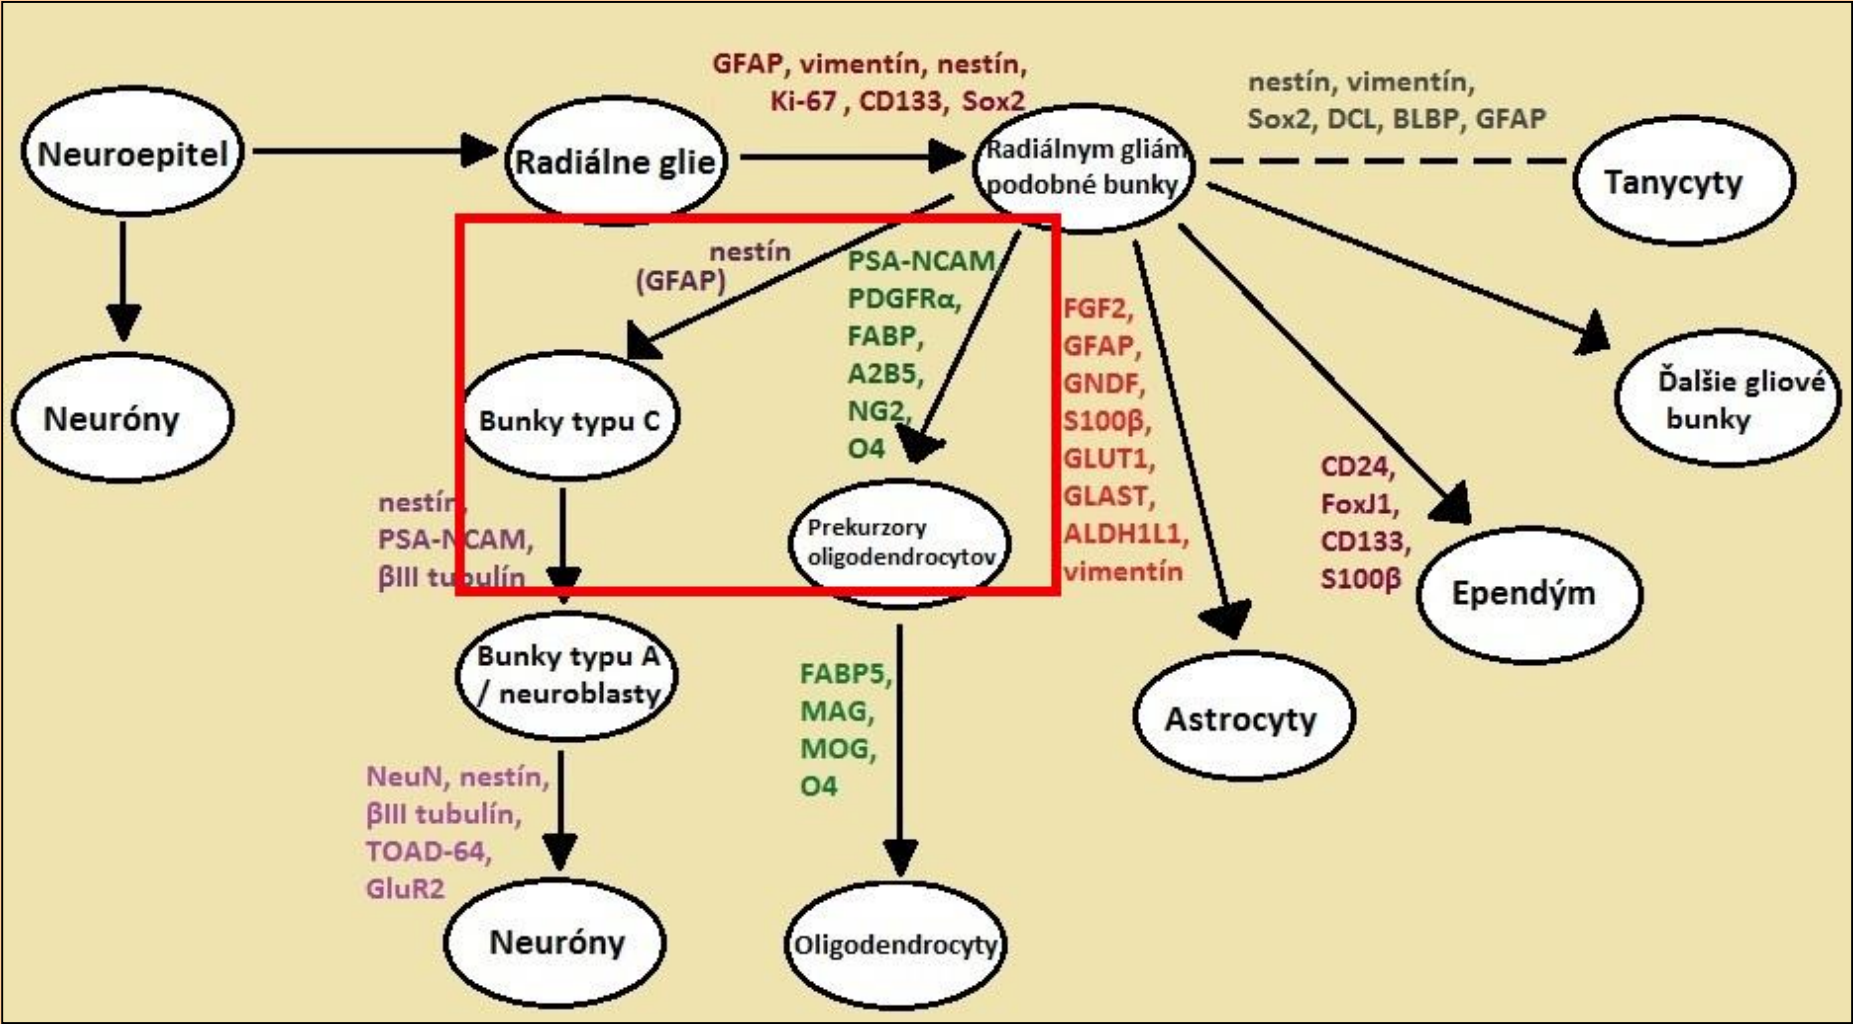 GFAP, vimentín, nestín,
Ki-67 , CD133, Sox2
nestín, vimentín,
Sox2, DCL, BLBP, GFAP
Neuroepitel
Radiálne glie
Radiálnym gliám
podobné bunky
Tanycyty
nestín
(GFAP)
PSA-NCAM
PDGFRα,
FABP,
A2B5,
NG2,
O4
FGF2,
GFAP,
GNDF,
S100β,
GLUT1,
GLAST,
ALDH1L1,
vimentín
Neuróny
Bunky typu C
Ďalšie gliové
bunky
CD24,
FoxJ1,
CD133,
S100β
nestín,
PSA-NCAM,
βIII tubulín
Prekurzory
oligodendrocytov
Ependým
Bunky typu A
/ neuroblasty
FABP5,
MAG,
MOG,
O4
Astrocyty
NeuN, nestín,
βIII tubulín,
TOAD-64,
GluR2
Neuróny
Oligodendrocyty